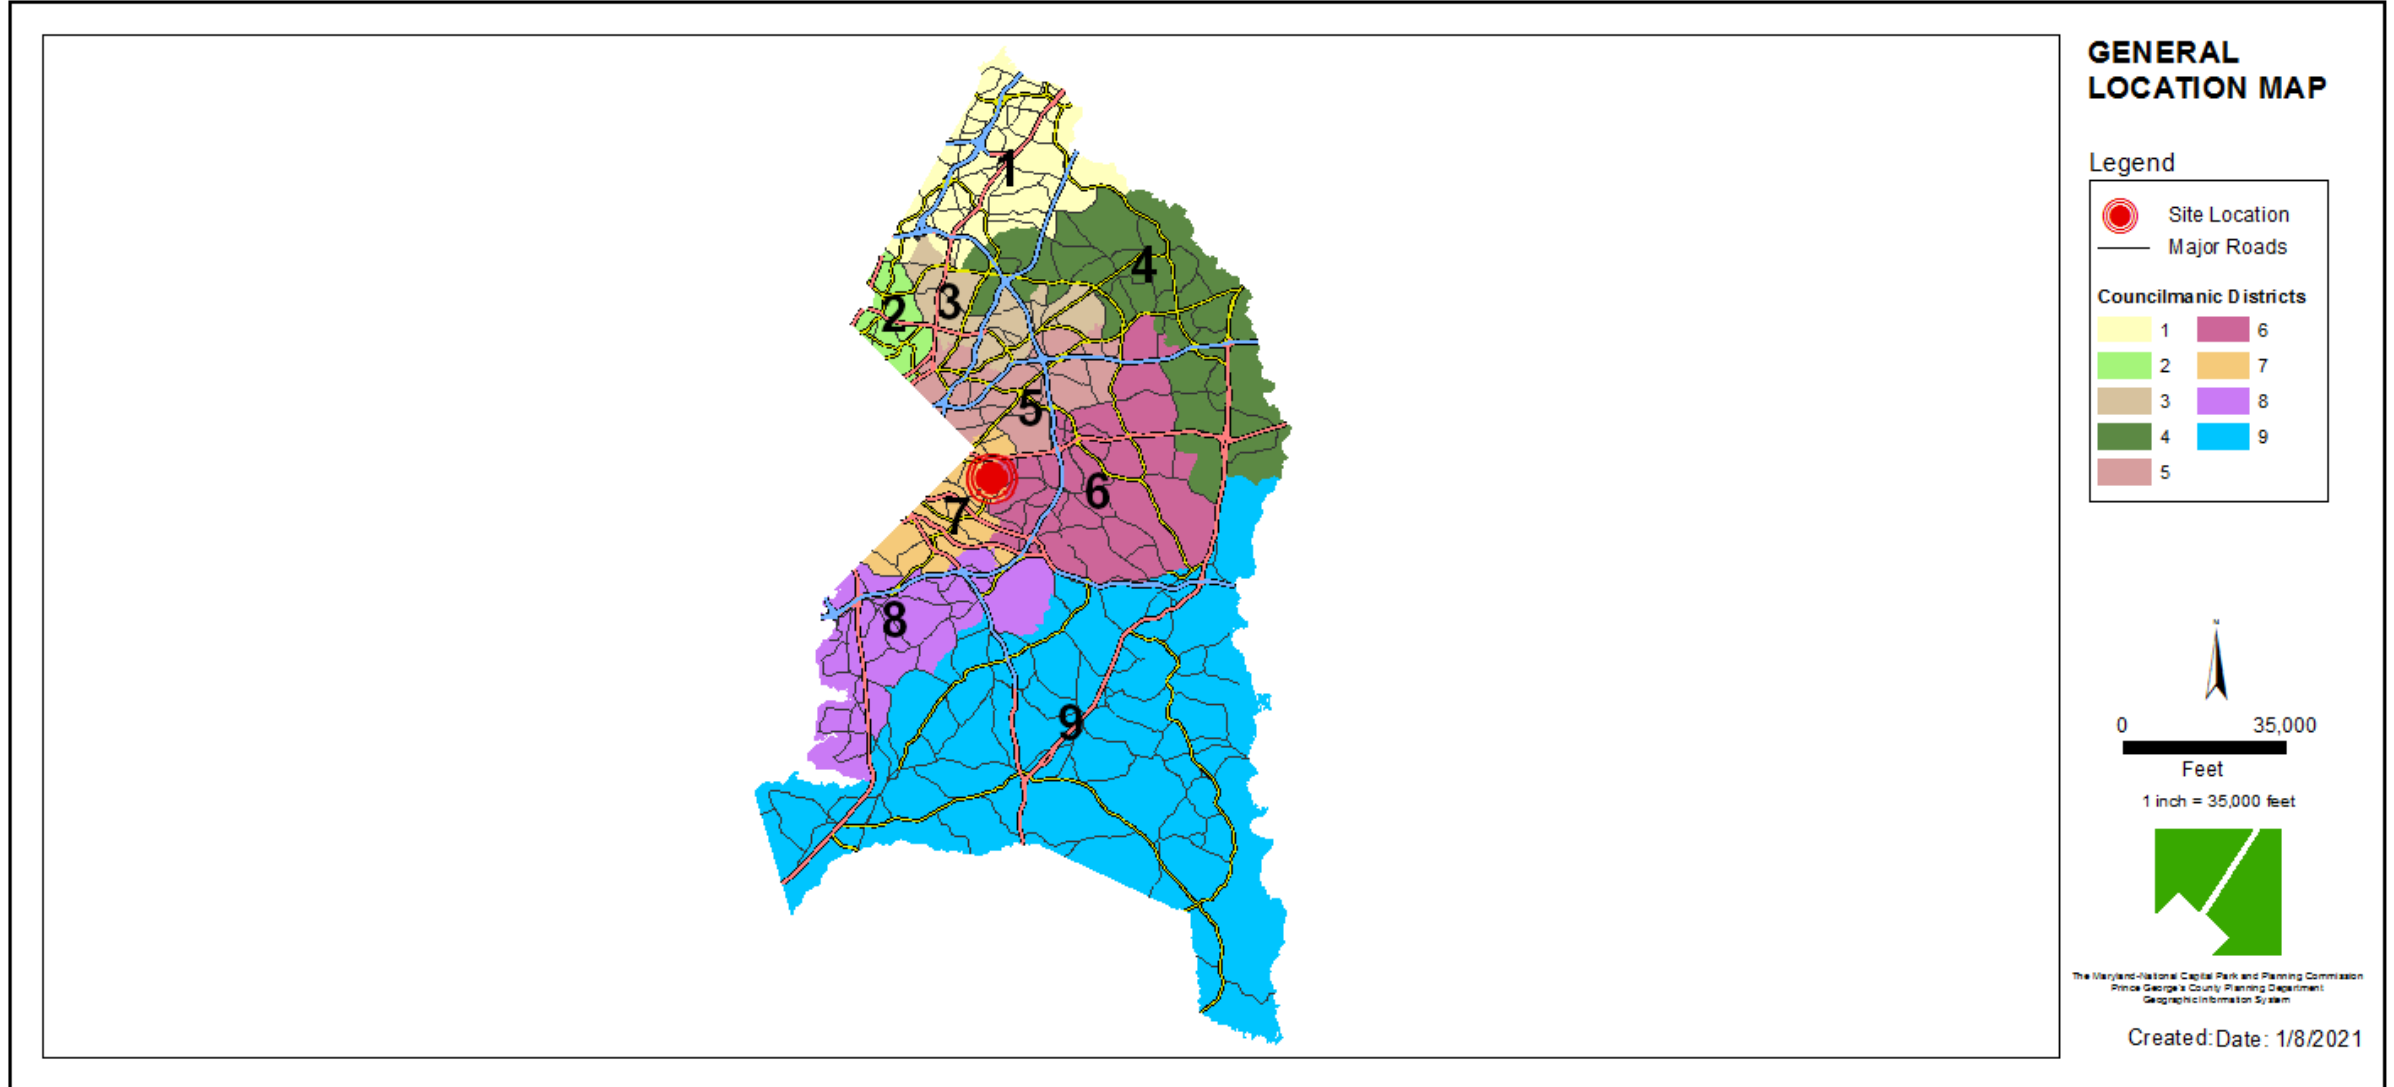 GENERAL
LOCATION MAP
Legend
Site Location
Major Roads
Councilmanic Districts
1 6
2 7
3 8
4 9
5
1
4
3
2
5
6
7
8
9
N
0 35,000
Feet
1 inch = 35,000 feet
The Maryland-National Capital Park and Planning Commission
Prince George's County Planning Department
Geographic Information System
Created: Date: 1/8/2021